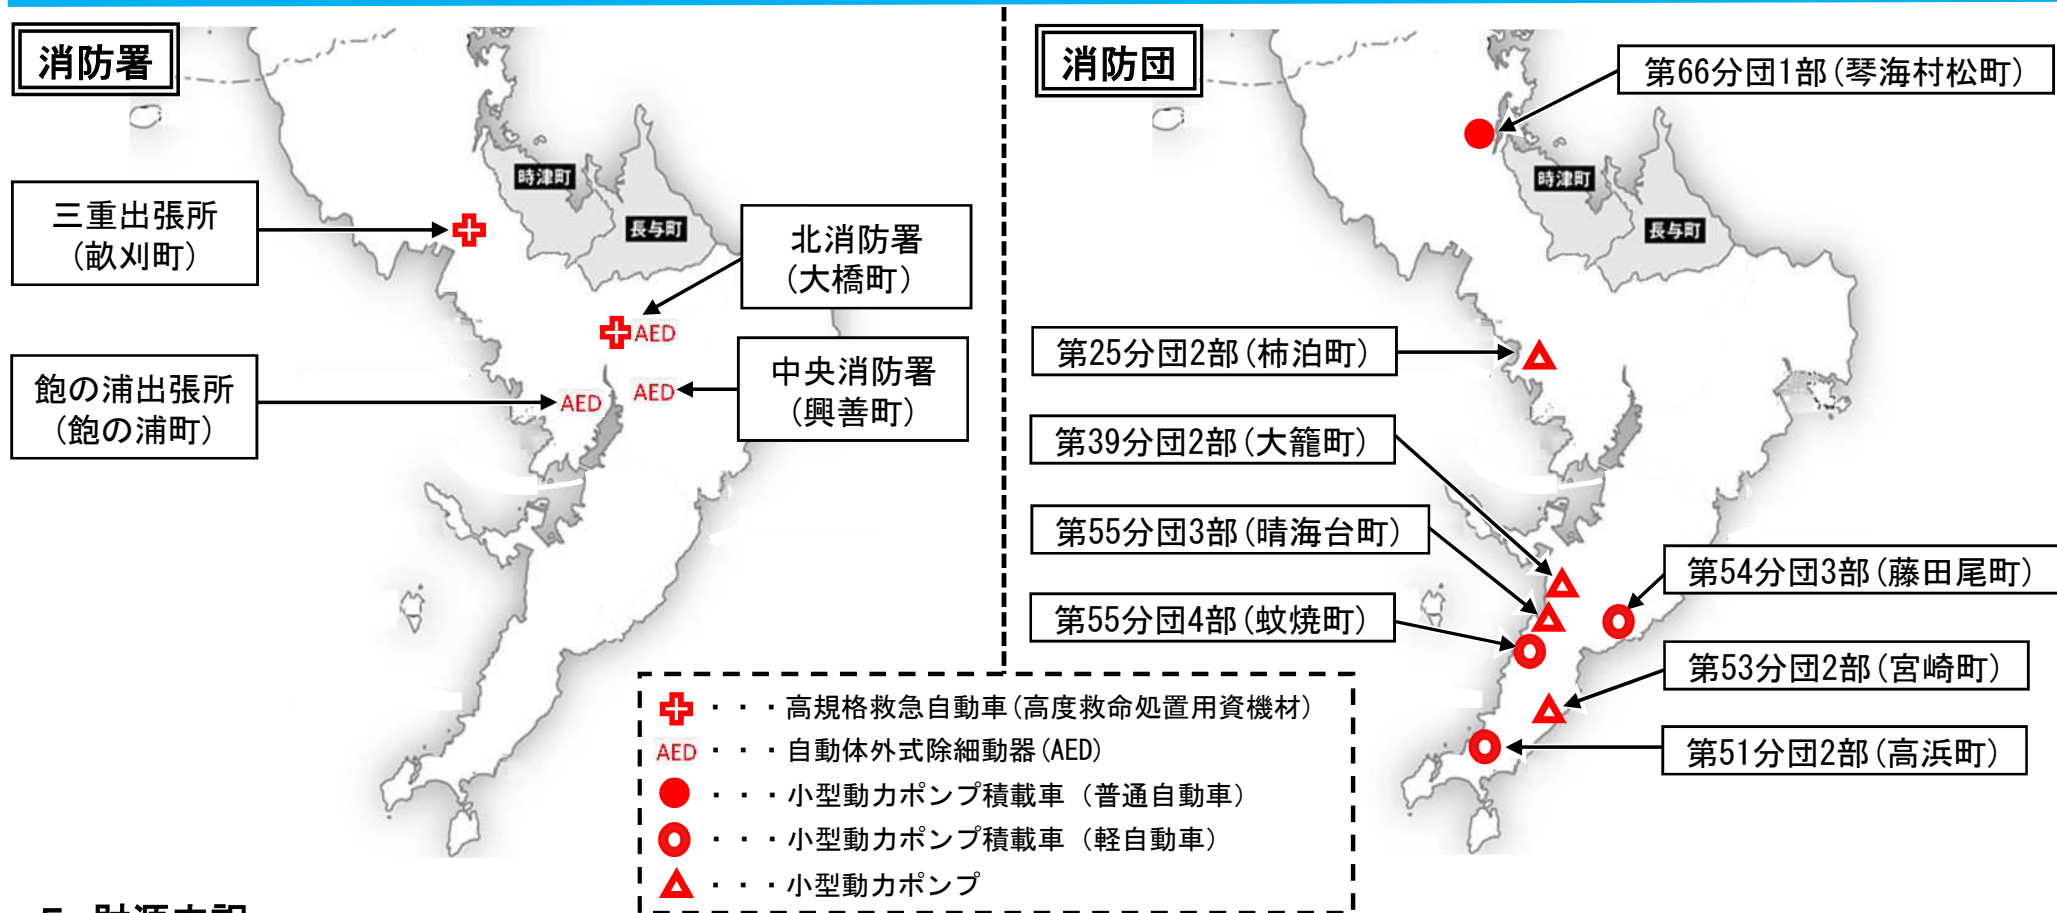 消防署
時津町
長与町
三重出張所
(畝刈町)
北消防署
(大橋町)
AED
中央消防署
(興善町)
AED
飽の浦出張所
(飽の浦町)
AED
消防団
第66分団1部(琴海村松町)
時津町
長与町
第25分団2部(柿泊町)
第39分団2部(大籠町)
第55分団3部(晴海台町)
第55分団4部(蚊焼町)
第54分団3部(藤田尾町)
第53分団2部(宮崎町)
第51分団2部(高浜町)
・・・高規格救急自動車(高度救命処置用資機材)
AED ・・・自動体外式除細動器(AED)
・・・小型動力ポンプ積載車(普通自動車)
・・・小型動力ポンプ積載車(軽自動車)
・・・小型動力ポンプ